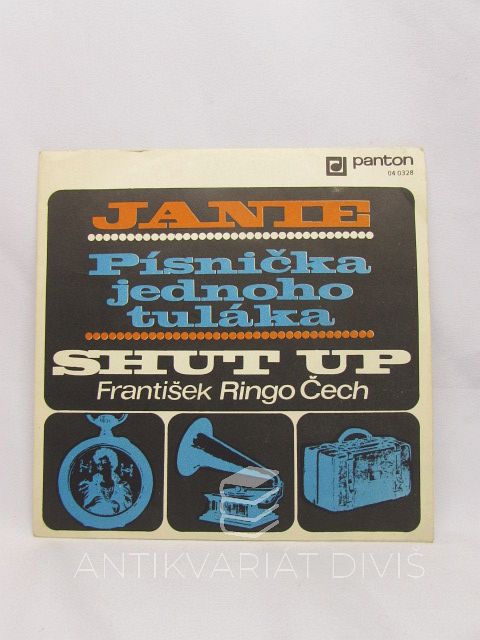 panton
04 0328
JANIE
Písnička
jednoho
tuláka
SHUT UP
František Ringo Čech
ANTIKVARIÁT DIVIŠ